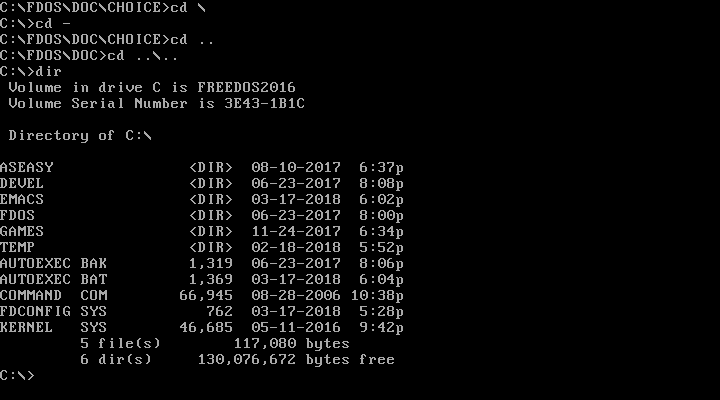 C:\FDOS\DOC\CHOICE>cd \
C:\>cd -
C:\FDOS\DOC\CHOICE>cd ..
C:\FDOS\DOC>cd ..\..
C:\>dir
 Volume in drive C is FREEDOS2016
 Volume Serial Number is 3E43-1B1C

 Directory of C:\

ASEASY               <DIR>  08-10-2017  6:37p
DEVEL                <DIR>  06-23-2017  8:08p
EMACS                <DIR>  03-17-2018  6:02p
FDOS                 <DIR>  06-23-2017  8:00p
GAMES                <DIR>  11-24-2017  6:34p
TEMP                 <DIR>  02-18-2018  5:52p
AUTOEXEC BAK         1,319  06-23-2017  8:06p
AUTOEXEC BAT         1,369  03-17-2018  6:04p
COMMAND  COM        66,945  08-28-2006 10:38p
FDCONFIG SYS           762  03-17-2018  5:28p
KERNEL   SYS        46,685  05-11-2016  9:42p
         5 file(s)        117,080 bytes
         6 dir(s)     130,076,672 bytes free
C:\>